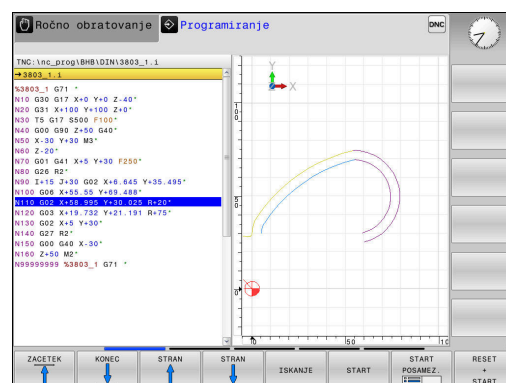 Ročno obratovanje
Programiranje
DNC
TNC:\nc_prog\BHB\DIN\3803_1.i
→3803_1.i
%3803_1 G71 *
N10 G30 G17 X+0 Y+0 Z-40*
N20 G31 X+100 Y+100 Z+0*
N30 T5 G17 S500 F100*
N40 G00 G90 Z+50 G40*
N50 X-30 Y+30 M3*
N60 Z-20*
N70 G01 G41 X+5 Y+30 F250*
N80 G26 R2*
N90 I+15 J+30 G02 X+6.645 Y+35.495*
N100 G06 X+55.55 Y+69.488*
N110 G02 X+58.995 Y+30.025 R+20*
N120 G03 X+19.732 Y+21.191 R+75*
N130 G02 X+5 Y+30*
N140 G27 R2*
N150 G00 G40 X-30*
N160 Z+50 M2*
N99999999 %3803_1 G71 *
Y
X
100
50
0
0
50
ZACETEK
KONEC
STRAN
STRAN
ISKANJE
START
START
POSAMEZ.
RESET
+
START